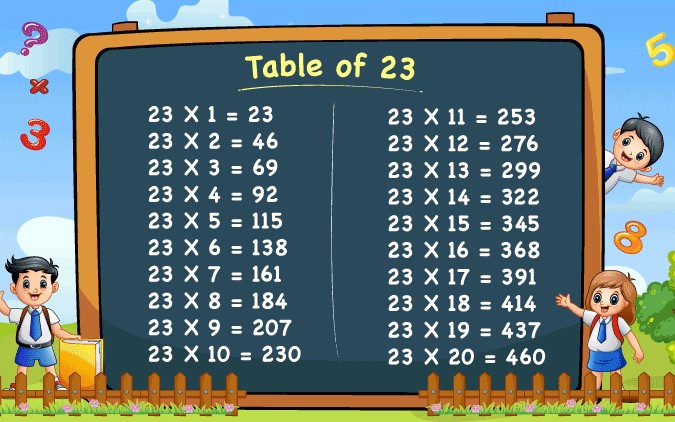 Table of 23
23 X 1 = 23
23 X 2 = 46
23 X 3 = 69
23 X 4 = 92
23 X 5 = 115
23 X 6 = 138
23 X 7 = 161
23 X 8 = 184
23 X 9 = 207
23 X 10 = 230
23 X 11 = 253
23 X 12 = 276
23 X 13 = 299
23 X 14 = 322
23 X 15 = 345
23 X 16 = 368
23 X 17 = 391
23 X 18 = 414
23 X 19 = 437
23 X 20 = 460
?
×
3
5
8